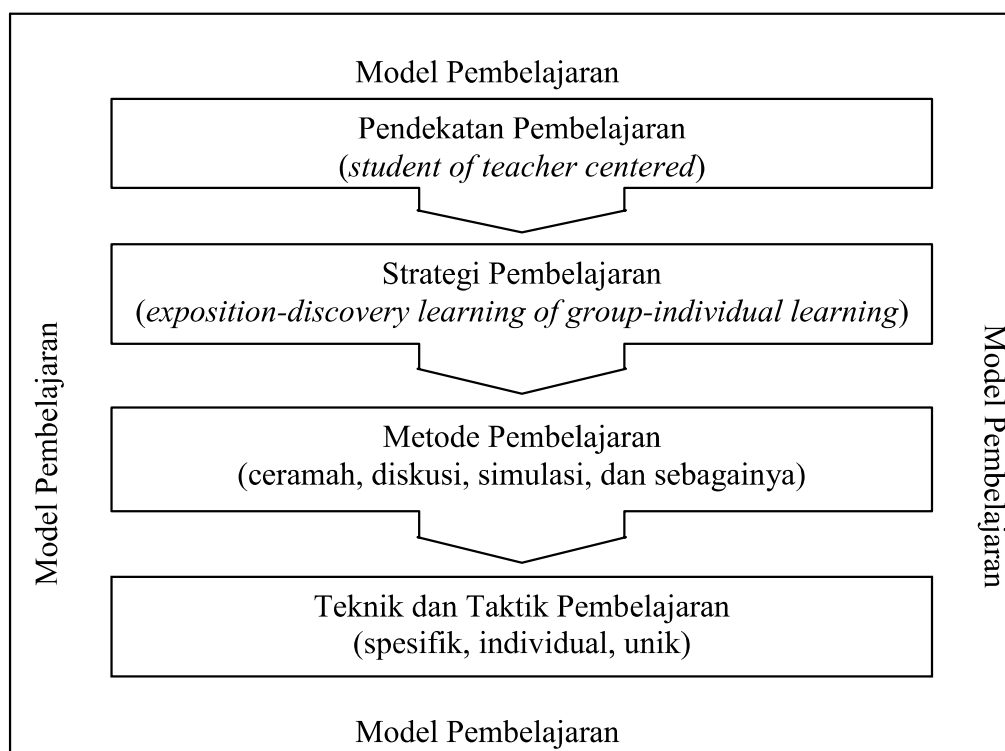 Model Pembelajaran
Pendekatan Pembelajaran
(student of teacher centered)
Strategi Pembelajaran
(exposition-discovery learning of group-individual learning)
Model Pembelajaran
Model Pembelajaran
Metode Pembelajaran
(ceramah, diskusi, simulasi, dan sebagainya)
Teknik dan Taktik Pembelajaran
(spesifik, individual, unik)
Model Pembelajaran